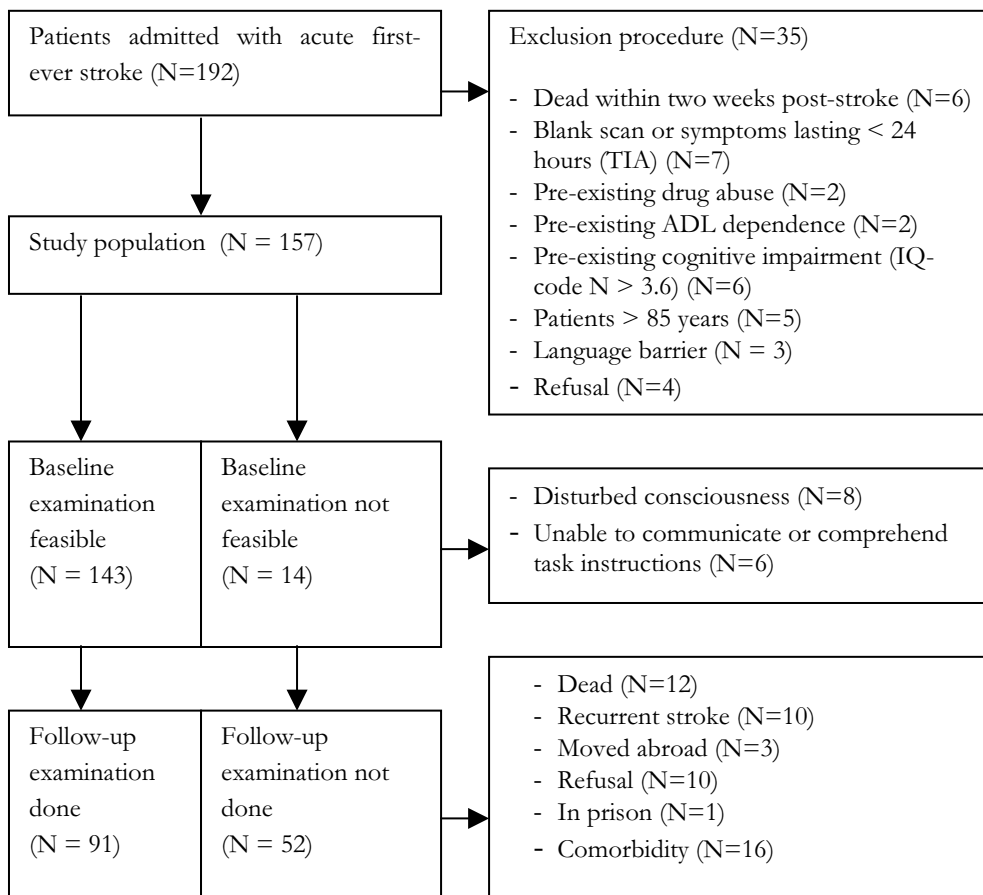 Patients admitted with acute first-
ever stroke (N=192)
Exclusion procedure (N=35)
- Dead within two weeks post-stroke (N=6)
- Blank scan or symptoms lasting < 24
hours (TIA) (N=7)
- Pre-existing drug abuse (N=2)
- Pre-existing ADL dependence (N=2)
- Pre-existing cognitive impairment (IQ-
code N > 3.6) (N=6)
- Patients > 85 years (N=5)
- Language barrier (N = 3)
- Refusal (N=4)
Study population (N = 157)
Baseline
examination
feasible
(N = 143)
Baseline
examination not
feasible
(N = 14)
- Disturbed consciousness (N=8)
- Unable to communicate or comprehend
task instructions (N=6)
Follow-up
examination
done
(N = 91)
Follow-up
examination not
done
(N = 52)
- Dead (N=12)
- Recurrent stroke (N=10)
- Moved abroad (N=3)
- Refusal (N=10)
- In prison (N=1)
- Comorbidity (N=16)